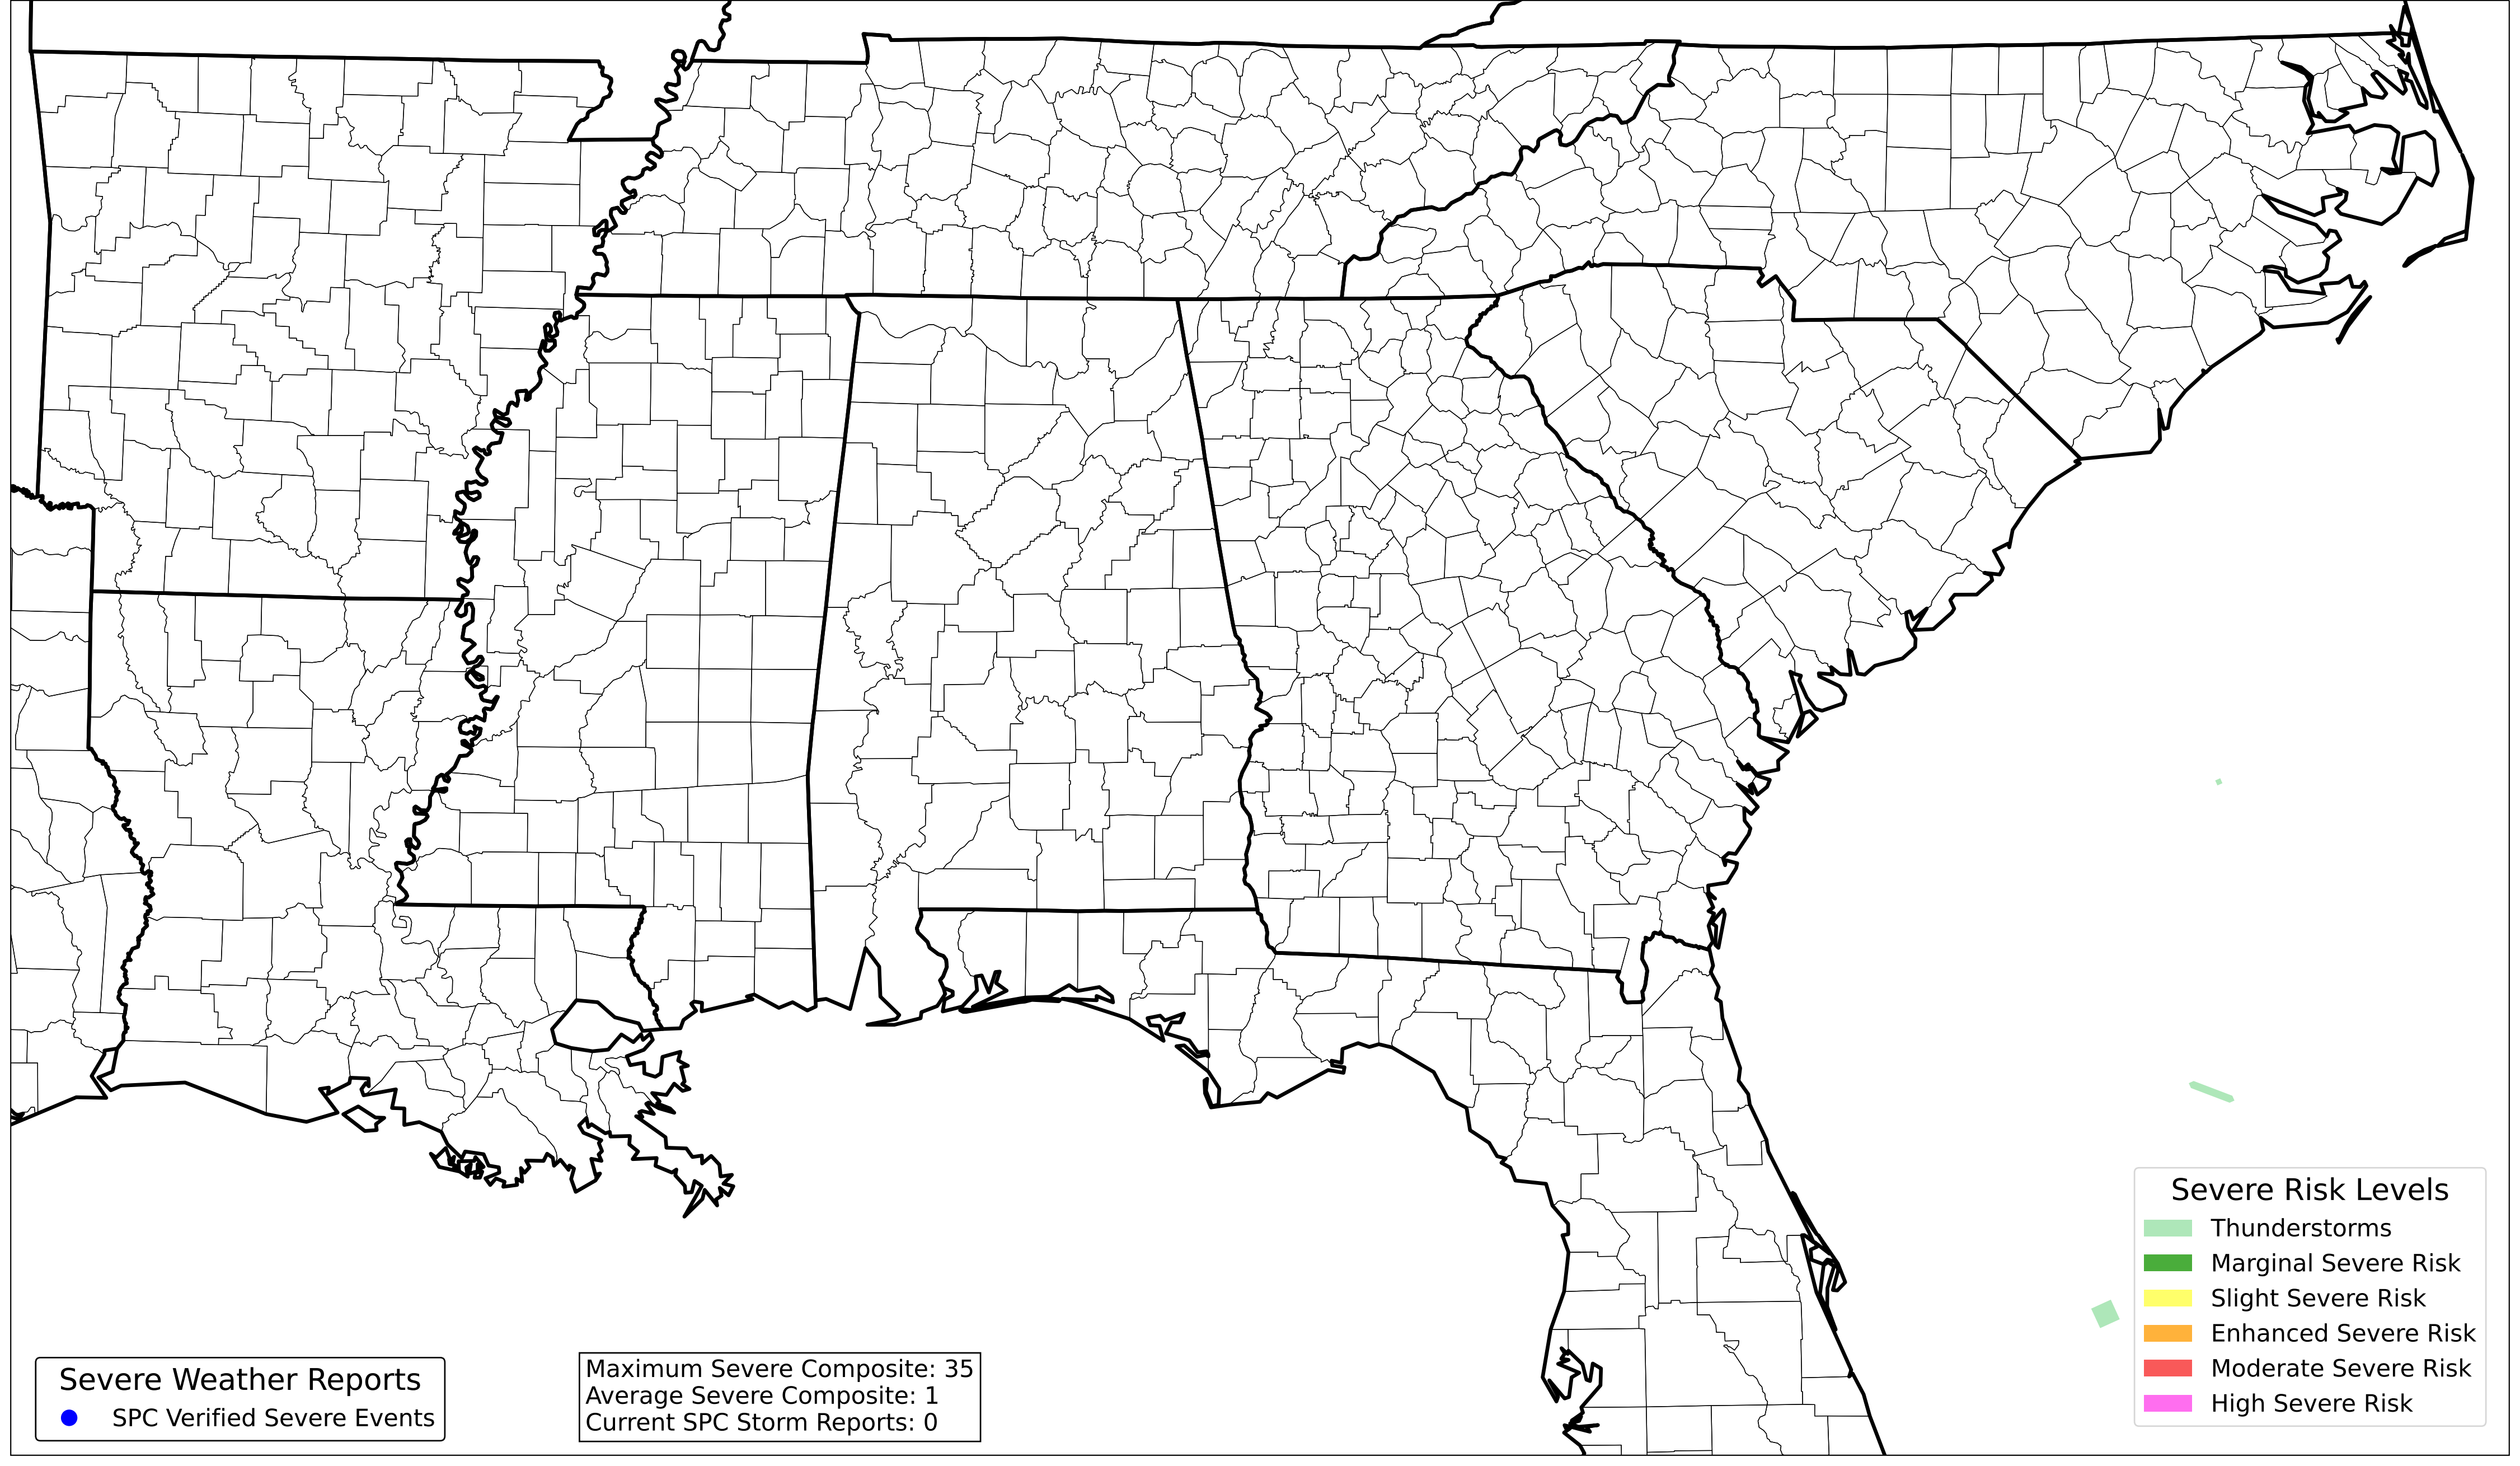 Severe Risk Levels
Thunderstorms
Marginal Severe Risk
Slight Severe Risk
Enhanced Severe Risk
Moderate Severe Risk
High Severe Risk
Severe Weather Reports
SPC Verified Severe Events
Maximum Severe Composite: 35
Average Severe Composite: 1
Current SPC Storm Reports: 0